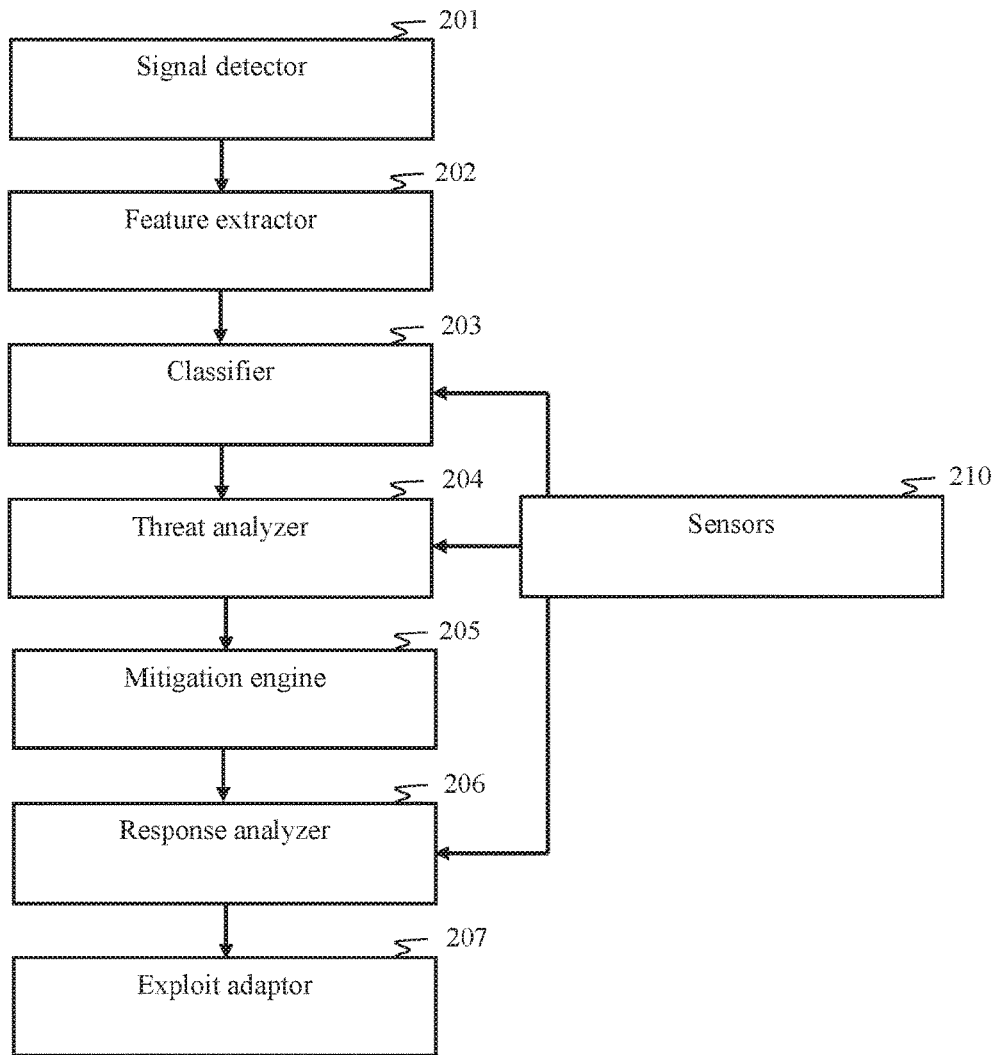 201
Signal detector
202
Feature extractor
203
Classifier
204
Threat analyzer
210
Sensors
205
Mitigation engine
206
Response analyzer
207
Exploit adaptor